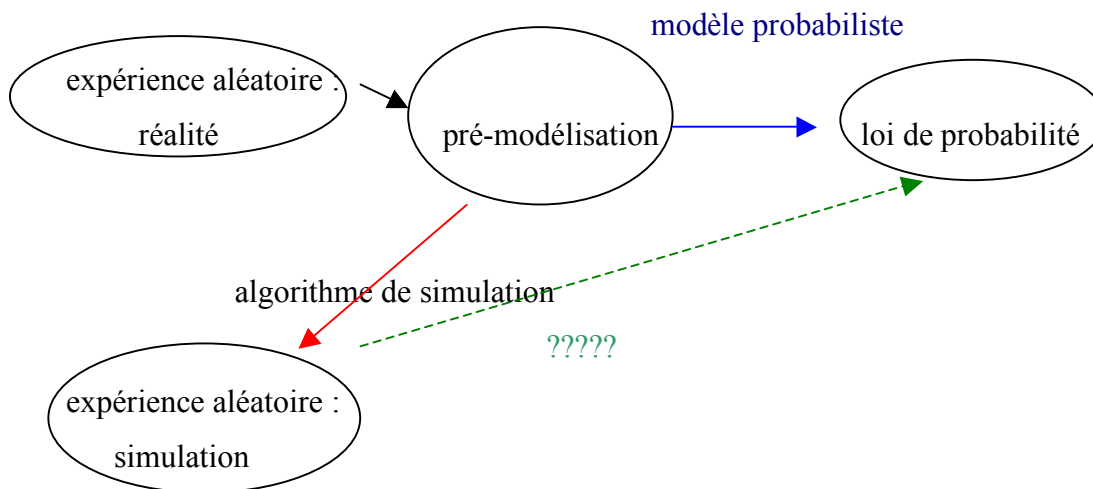 modèle probabiliste
expérience aléatoire :
réalité
pré-modélisation
loi de probabilité
algorithme de simulation
?????
expérience aléatoire :
simulation